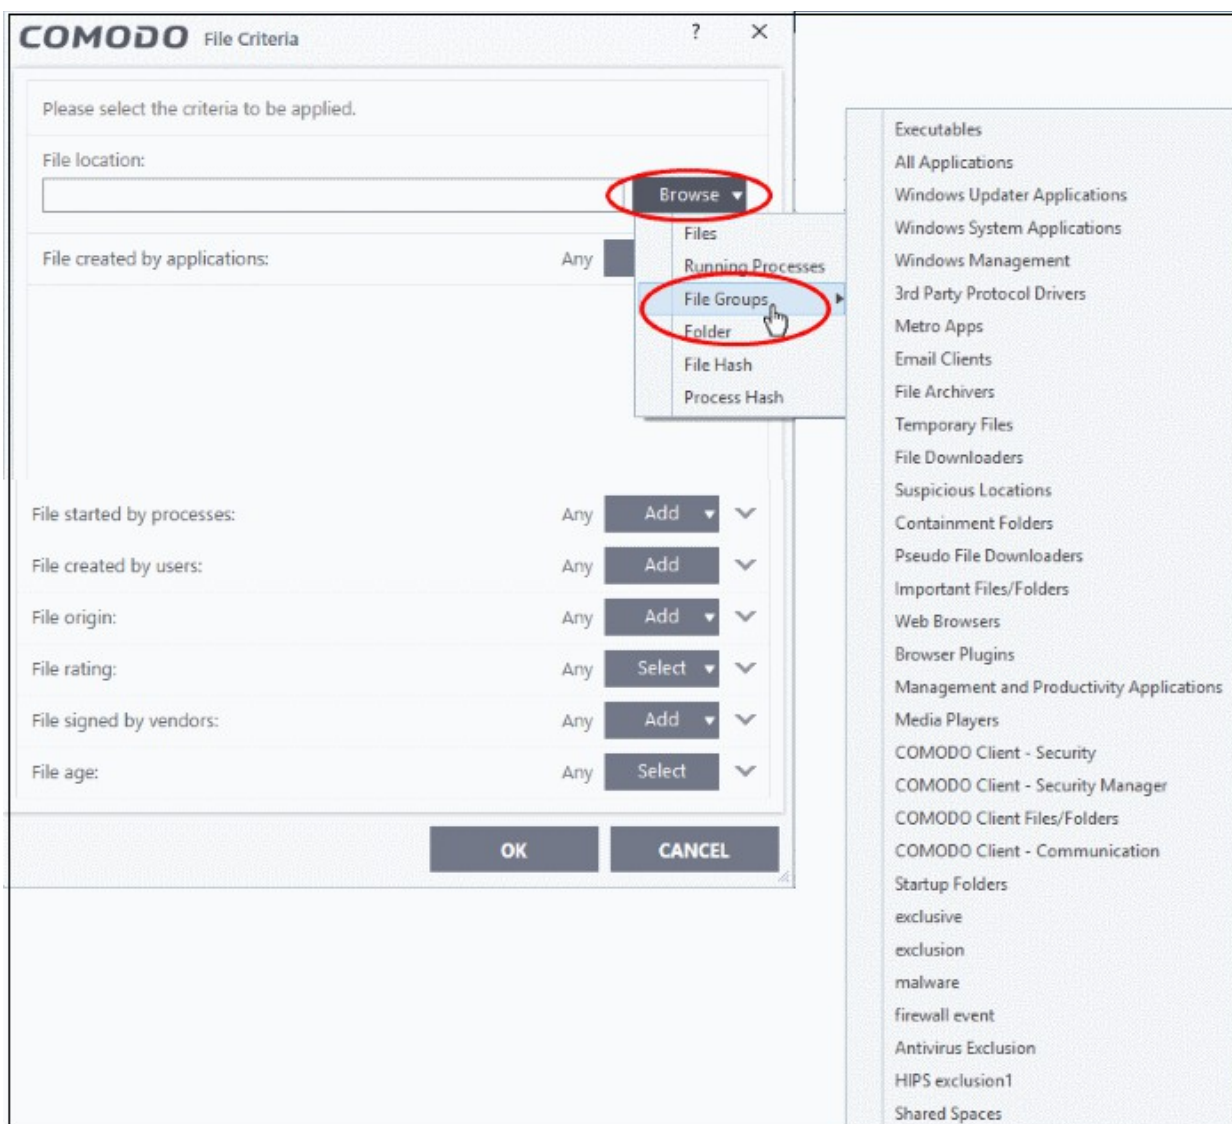 COMODO File Criteria ?
Please select the criteria to be applied.
File location:
Browse
Files
Running Processes
File Groups
Folder
File Hash
Process Hash
File created by applications: Any
File started by processes: Any Add
File created by users: Any Add
File origin: Any Add
File rating: Any Select
File signed by vendors: Any Add
File age: Any Select
OK CANCEL
Executables
All Applications
Windows Updater Applications
Windows System Applications
Windows Management
3rd Party Protocol Drivers
Metro Apps
Email Clients
File Archivers
Temporary Files
File Downloaders
Suspicious Locations
Containment Folders
Pseudo File Downloaders
Important Files/Folders
Web Browsers
Browser Plugins
Management and Productivity Applications
Media Players
COMODO Client - Security
COMODO Client - Security Manager
COMODO Client Files/Folders
COMODO Client - Communication
Startup Folders
exclusive
exclusion
malware
firewall event
Antivirus Exclusion
HIPS exclusion1
Shared Spaces